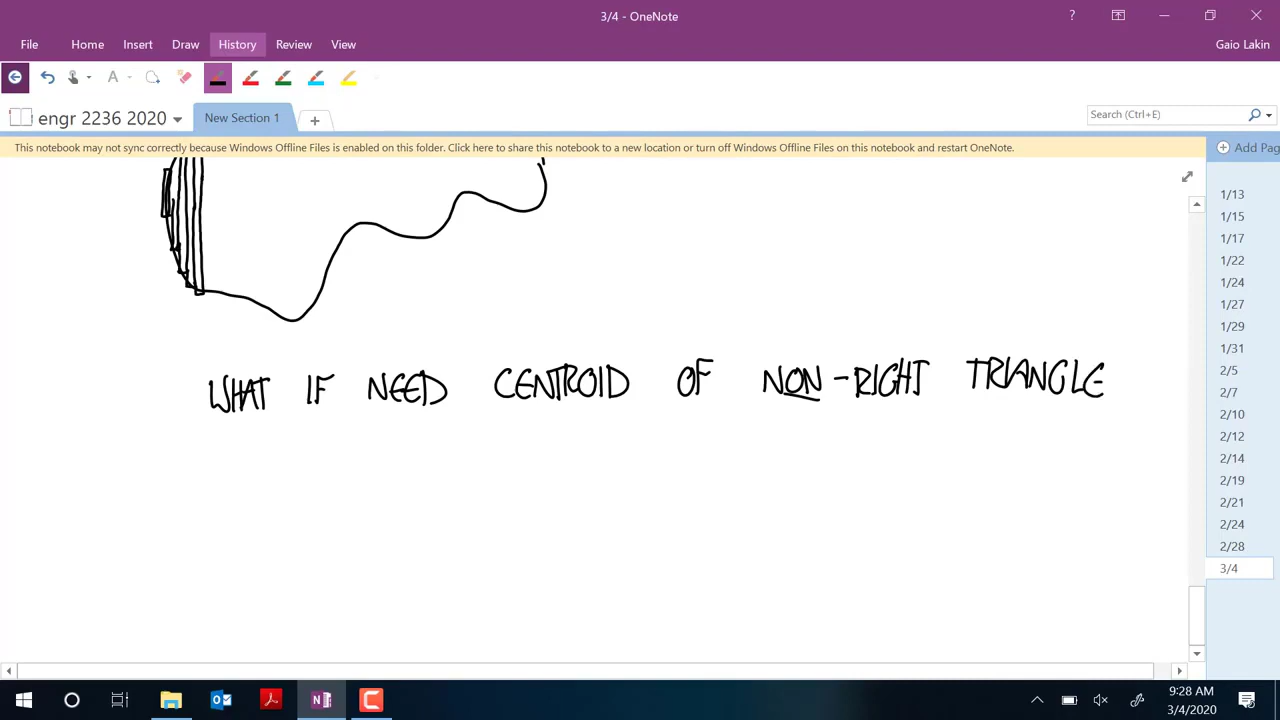 3/4 - OneNote
?
File Home Insert Draw History Review View Gaio Lakin
A
engr 2236 2020 New Section 1 + Search (Ctrl+E)
This notebook may not sync correctly because Windows Offline Files is enabled on this folder. Click here to share this notebook to a new location or turn off Windows Offline Files on this notebook and restart OneNote.
Add Pag
1/13
1/15
1/17
1/22
1/24
1/27
1/29
1/31
2/5
2/7
2/10
2/12
2/14
2/19
2/21
2/24
2/28
3/4
WHAT IF NEED CENTROID OF NON-RIGHT TRIANGLE
9:28 AM
3/4/2020